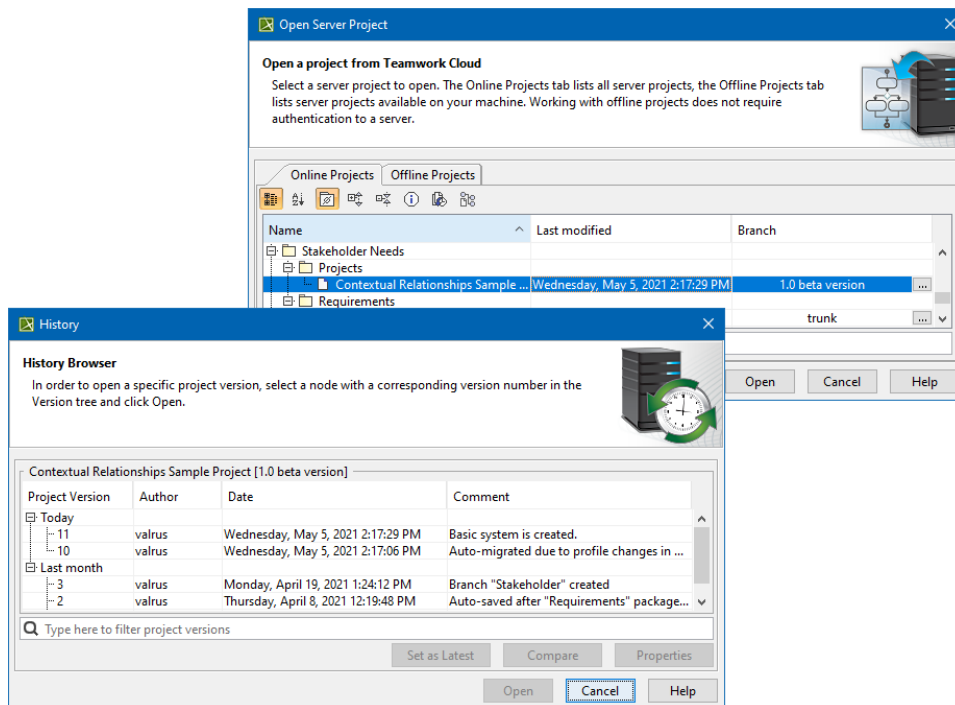 Open Server Project
Open a project from Teamwork Cloud
Select a server project to open. The Online Projects tab lists all server projects, the Offline Projects tab
lists server projects available on your machine. Working with offline projects does not require
authentication to a server.
Online Projects Offline Projects
Name Last modified Branch
Stakeholder Needs
Projects
Contextual Relationships Sample ... Wednesday, May 5, 2021 2:17:29 PM 1.0 beta version ...
Requirements
trunk ...
Open Cancel Help
History
History Browser
In order to open a specific project version, select a node with a corresponding version number in the
Version tree and click Open.
Contextual Relationships Sample Project [1.0 beta version]
Project Version Author Date Comment
Today
11 valrus Wednesday, May 5, 2021 2:17:29 PM Basic system is created.
10 valrus Wednesday, May 5, 2021 2:17:06 PM Auto-migrated due to profile changes in ...
Last month
3 valrus Monday, April 19, 2021 1:24:12 PM Branch "Stakeholder" created
2 valrus Thursday, April 8, 2021 12:19:48 PM Auto-saved after "Requirements" package...
Type here to filter project versions
Set as Latest Compare Properties
Open Cancel Help